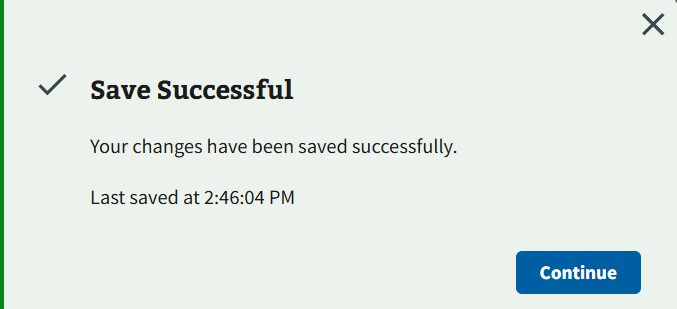 Save Successful
Your changes have been saved successfully.
Last saved at 2:46:04 PM
Continue